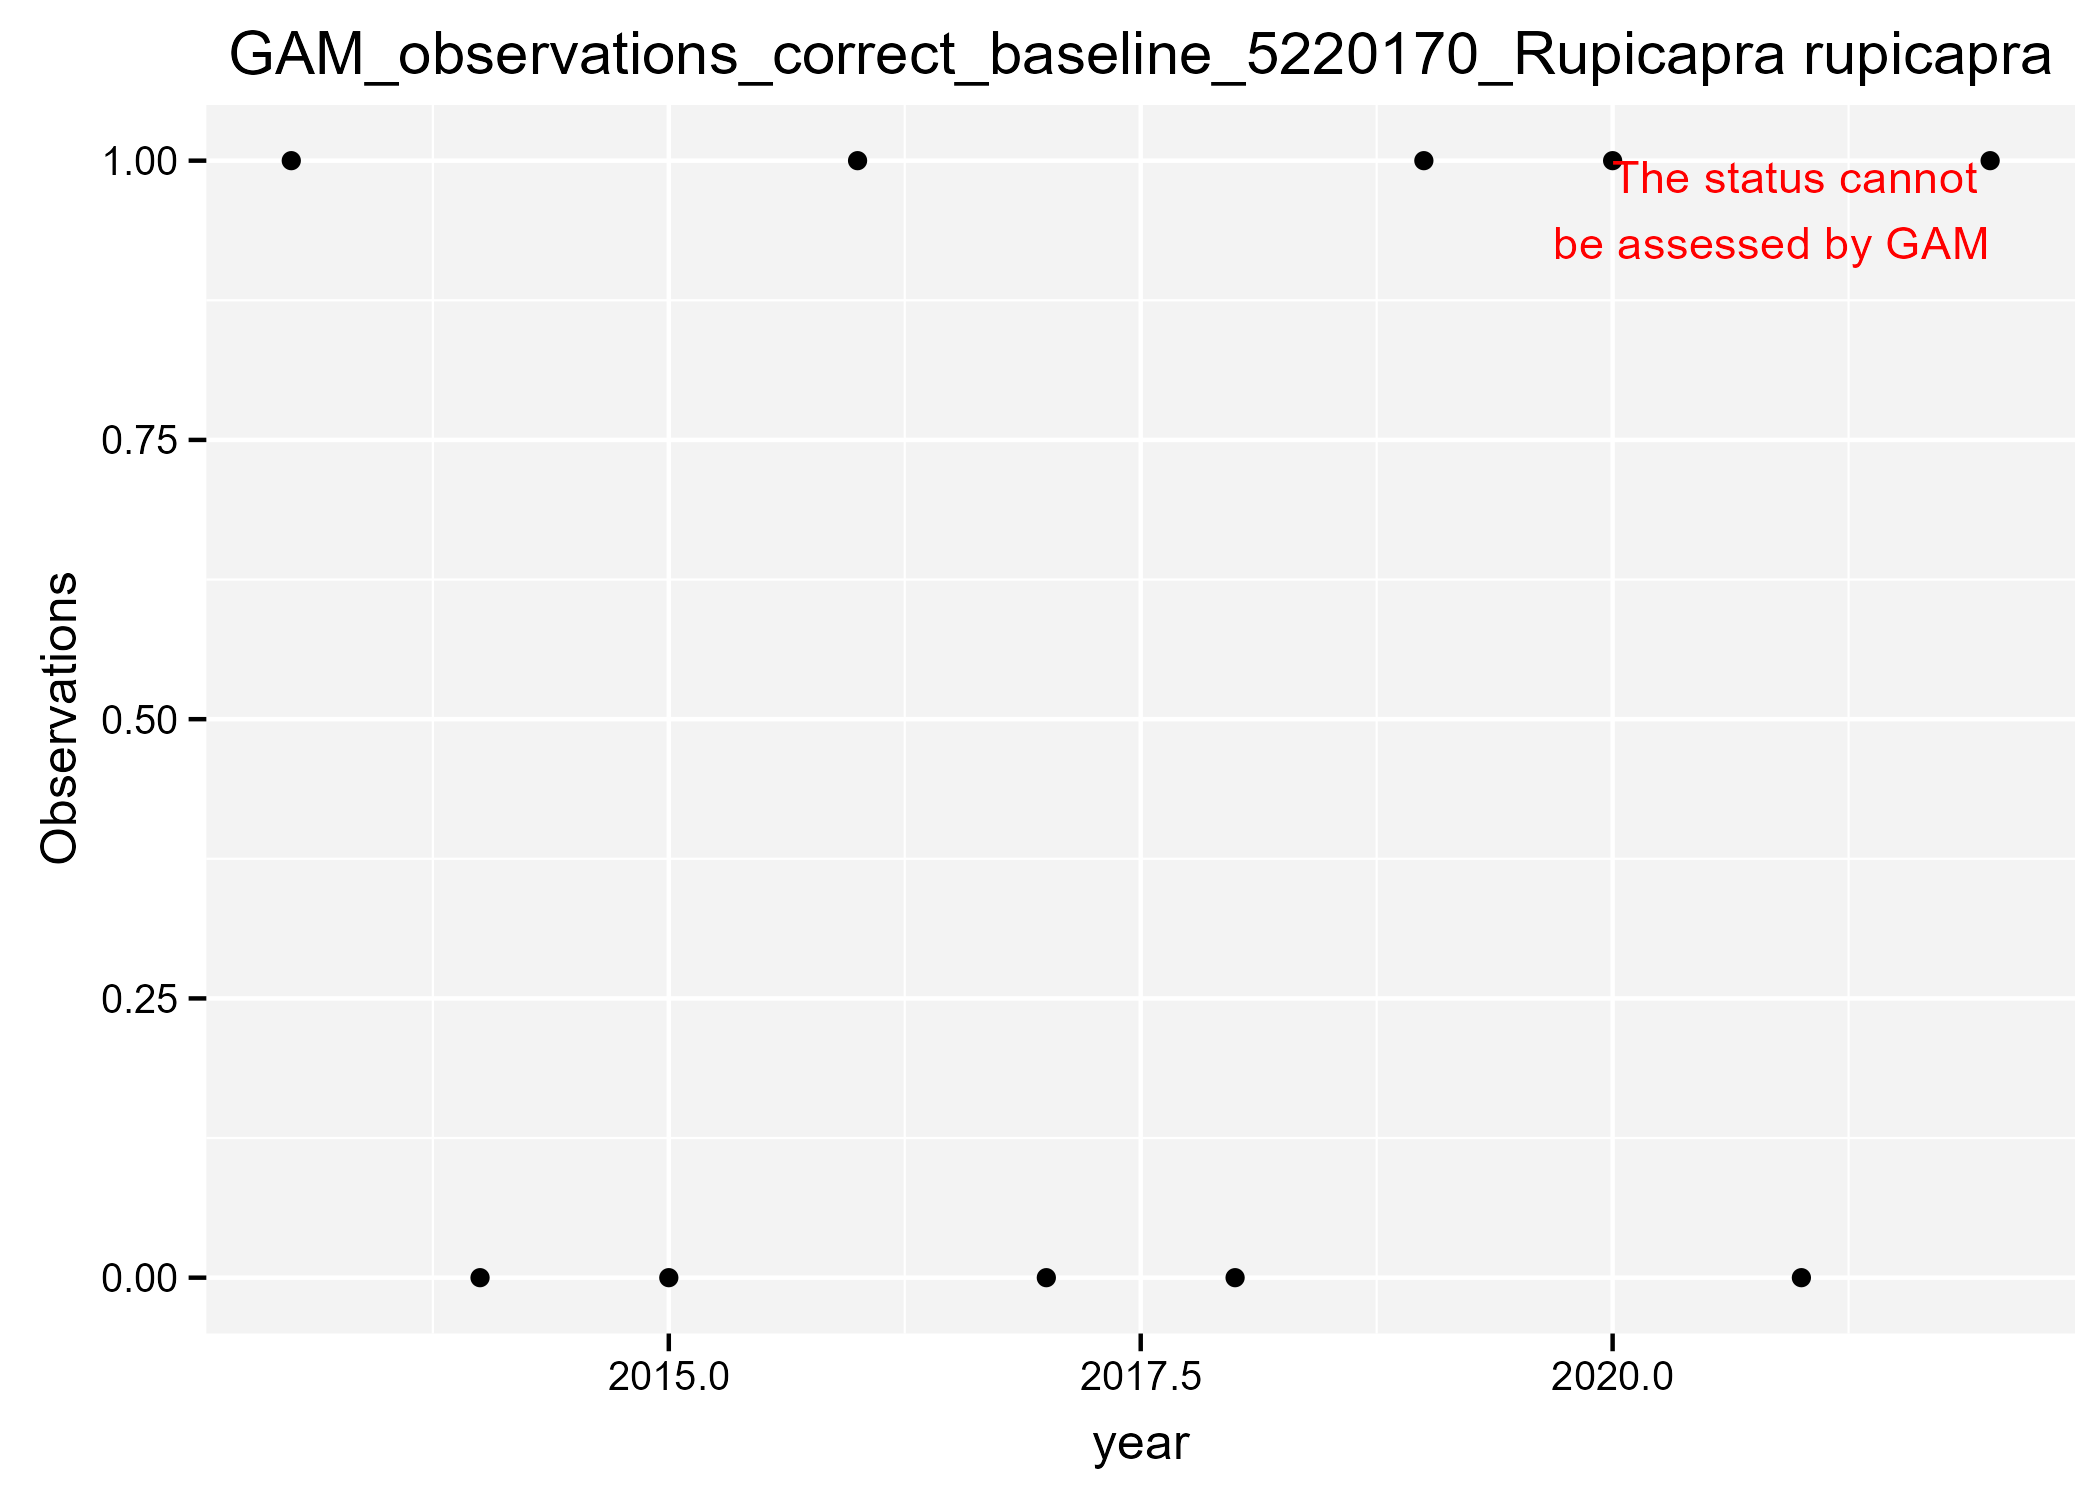 GAM_observations_correct_baseline_5220170_Rupicapra rupicapra
1.00
The status cannot
be assessed by GAM
0.75
0.50
0.25
0.00
Observations
2015.0 2017.5 2020.0
year